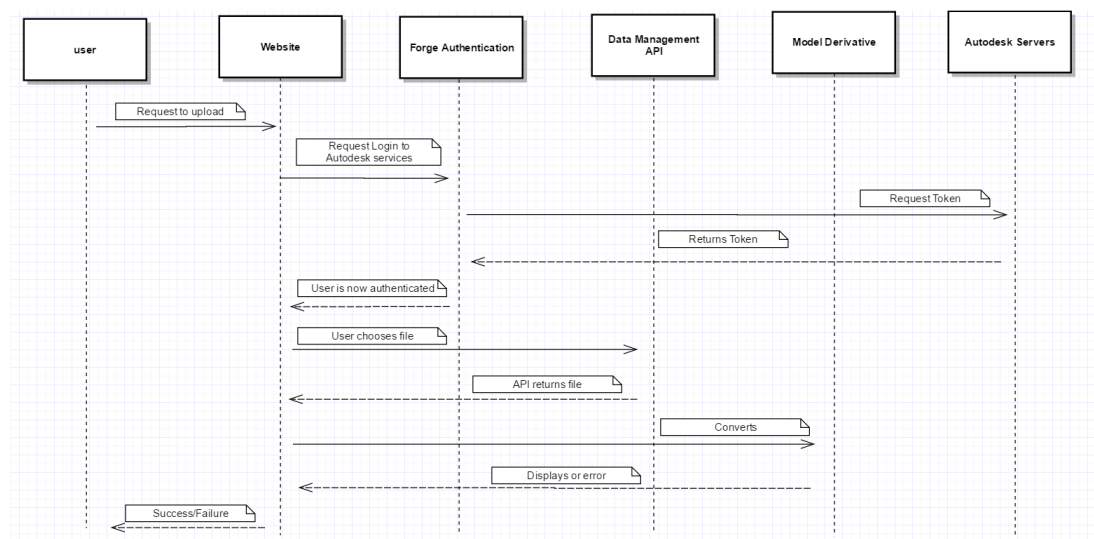 user
Website
Forge Authentication
Data Management
API
Model Derivative
Autodesk Servers
Request to upload
Request Login to
Autodesk services
Request Token
Returns Token
User is now authenticated
User chooses file
API returns file
Converts
Displays or error
Success/Failure